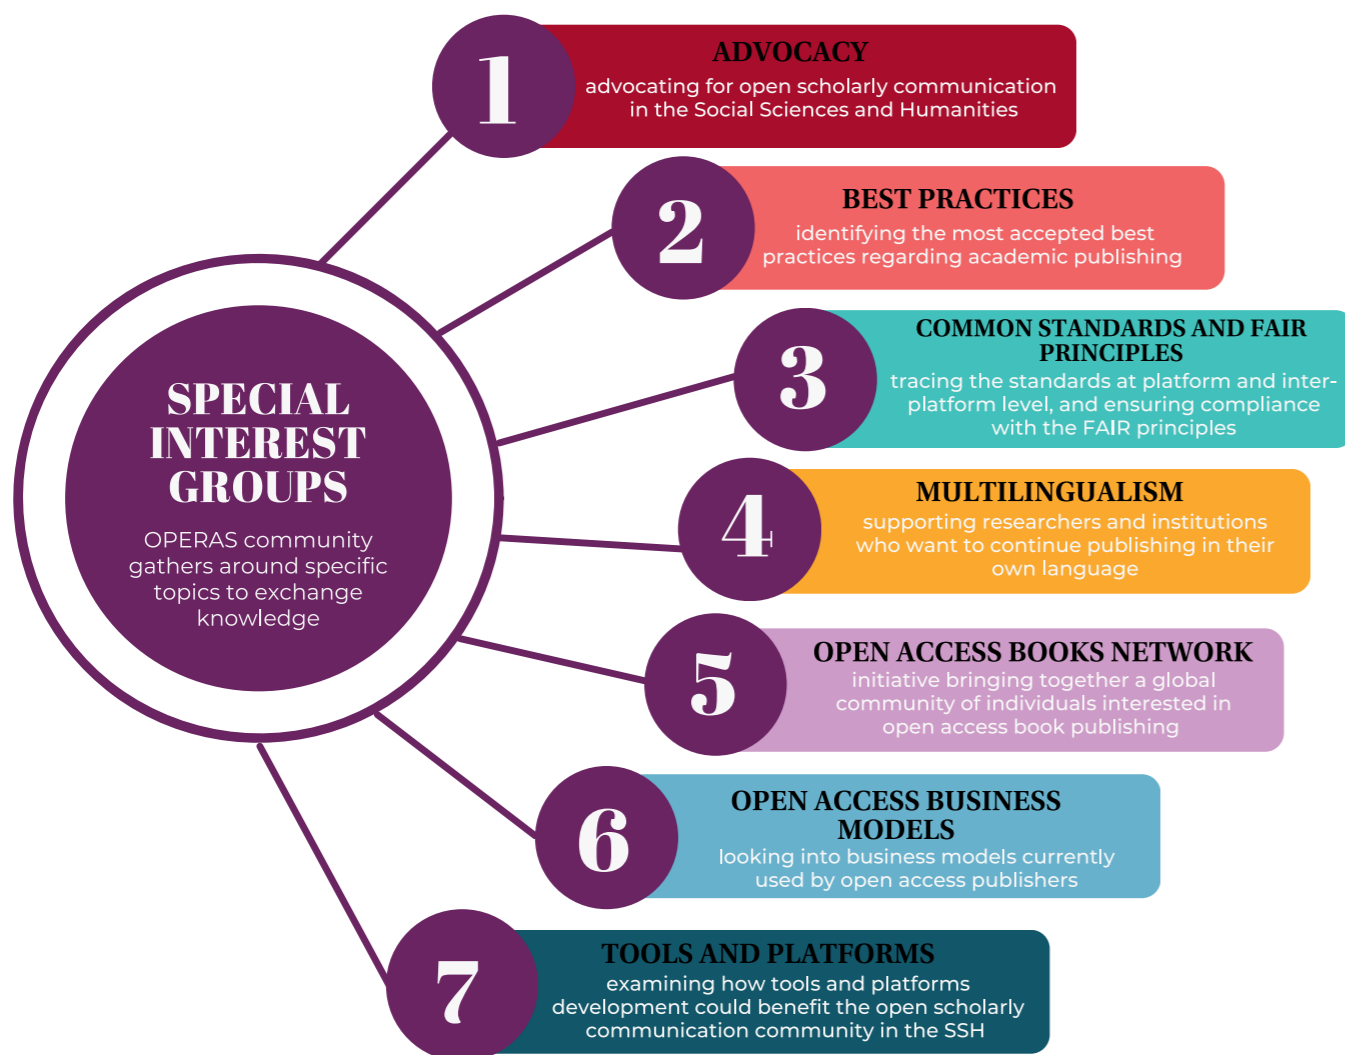 1
ADVOCACY
advocating for open scholarly communication
in the Social Sciences and Humanities
2
BEST PRACTICES
identifying the most accepted best
practices regarding academic publishing
3
COMMON STANDARDS AND FAIR
PRINCIPLES
tracing the standards at platform and inter-
platform level, and ensuring compliance
with the FAIR principles
SPECIAL
INTEREST
GROUPS
OPERAS community
gathers around specific
topics to exchange
knowledge
4
MULTILINGUALISM
supporting researchers and institutions
who want to continue publishing in their
own language
5
OPEN ACCESS BOOKS NETWORK
initiative bringing together a global
community of individuals interested in
open access book publishing
6
OPEN ACCESS BUSINESS
MODELS
looking into business models currently
used by open access publishers
7
TOOLS AND PLATFORMS
examining how tools and platforms
development could benefit the open scholarly
communication community in the SSH